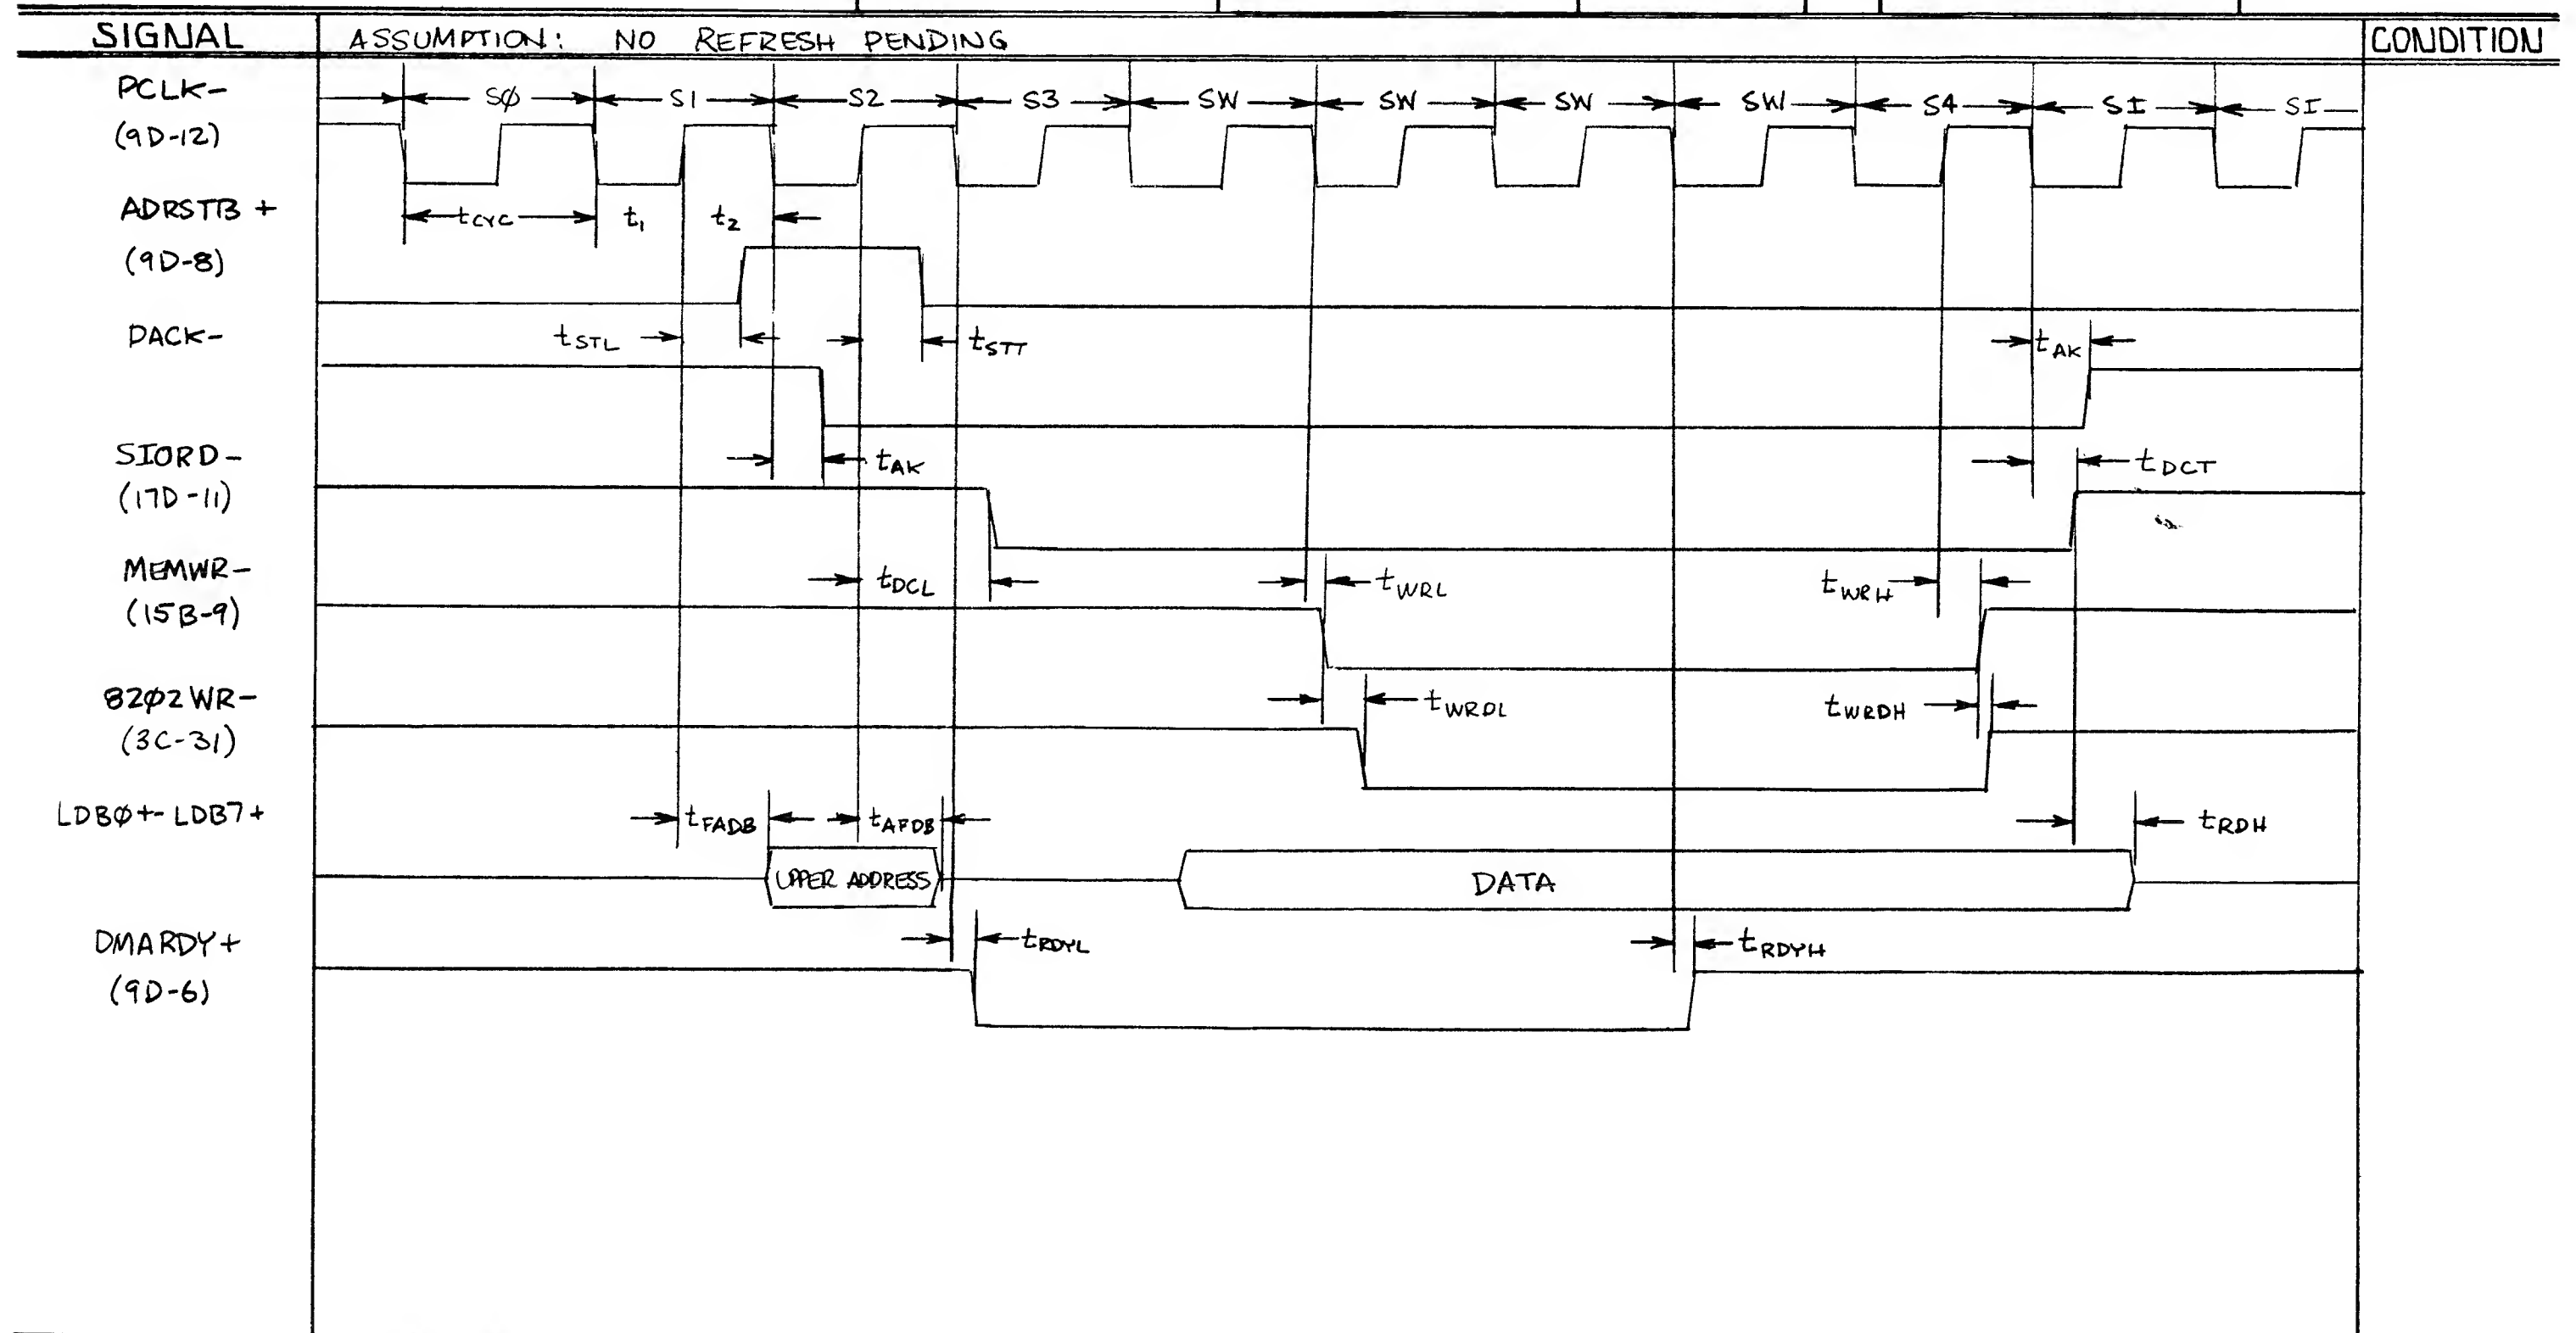 SIGNAL ASSUMPTION: NO REFRESH PENDING CONDITION
PCLK-
(9D-12)
SØ S1 S2 S3 SW SW SW SW S4 SI SI
ADRSTB +
(9D-8)
tCYC t1 t2
DACK-
tSTL tSTT tAK
SIORD-
(17D-11)
tAK tDCT
MEMWR-
(15B-9)
tDCL tWRL tWRH
82Ø2WR-
(3C-31)
tWRDL tWRDH
LDBØ+- LDB7+
tFADB tAFDB tRDH
UPPER ADDRESS DATA
DMARDY+
(9D-6)
tRDYL tRDYH